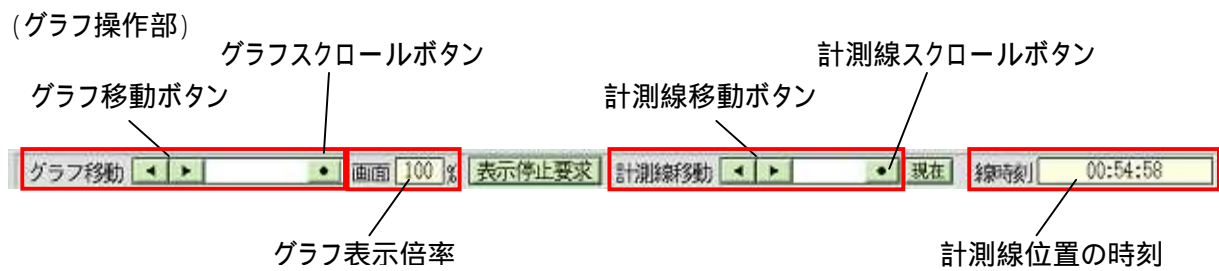 (グラフ操作部)
グラフスクロールボタン
計測線スクロールボタン
グラフ移動ボタン
計測線移動ボタン
グラフ移動 ◄ ► ● 画面 100 % 表示停止要求 計測線移動 ◄ ► ● 現在 線時刻 00:54:58
グラフ表示倍率
計測線位置の時刻